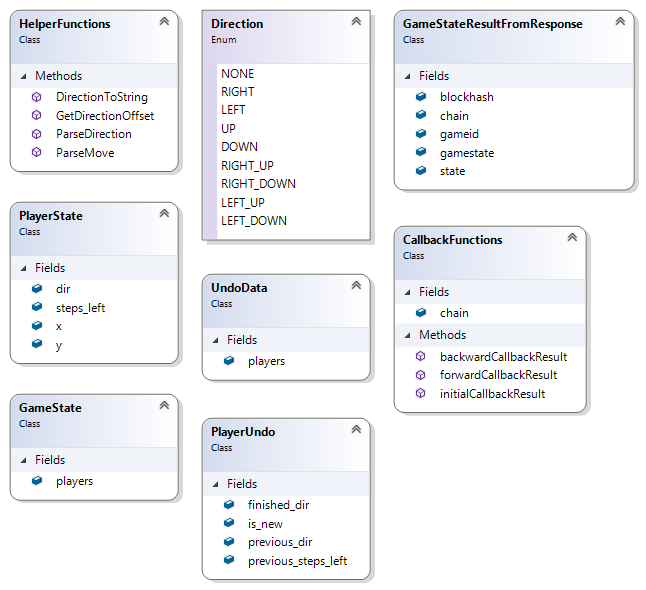 HelperFunctions
Class
Methods
DirectionToString
GetDirectionOffset
ParseDirection
ParseMove
PlayerState
Class
Fields
dir
steps_left
x
y
GameState
Class
Fields
players
Direction
Enum
NONE
RIGHT
LEFT
UP
DOWN
RIGHT_UP
RIGHT_DOWN
LEFT_UP
LEFT_DOWN
UndoData
Class
Fields
players
PlayerUndo
Class
Fields
finished_dir
is_new
previous_dir
previous_steps_left
GameStateResultFromResponse
Class
Fields
blockhash
chain
gameid
gamestate
state
CallbackFunctions
Class
Fields
chain
Methods
backwardCallbackResult
forwardCallbackResult
initialCallbackResult